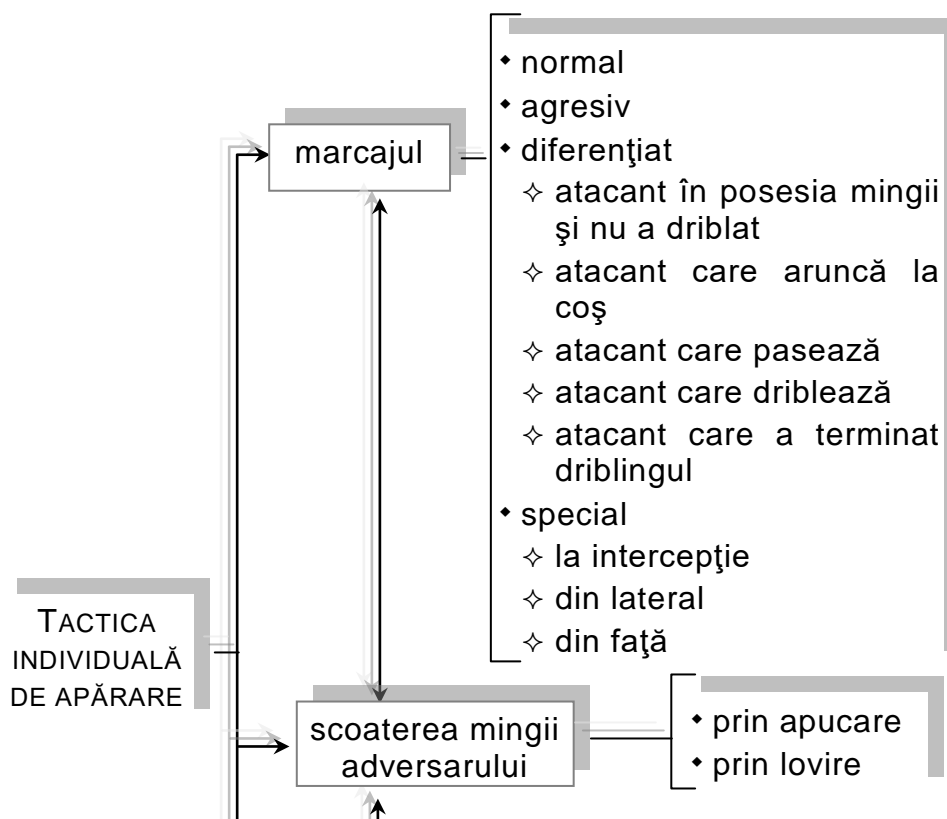 marcajul
normal
agresiv
diferenţiat
atacant în posesia mingii
şi nu a driblat
atacant care aruncă la
coş
atacant care pasează
atacant care driblează
atacant care a terminat
driblingul
special
la intercepţie
din lateral
din faţă
TACTICA
INDIVIDUALĂ
DE APĂRARE
scoaterea mingii
adversarului
prin apucare
prin lovire